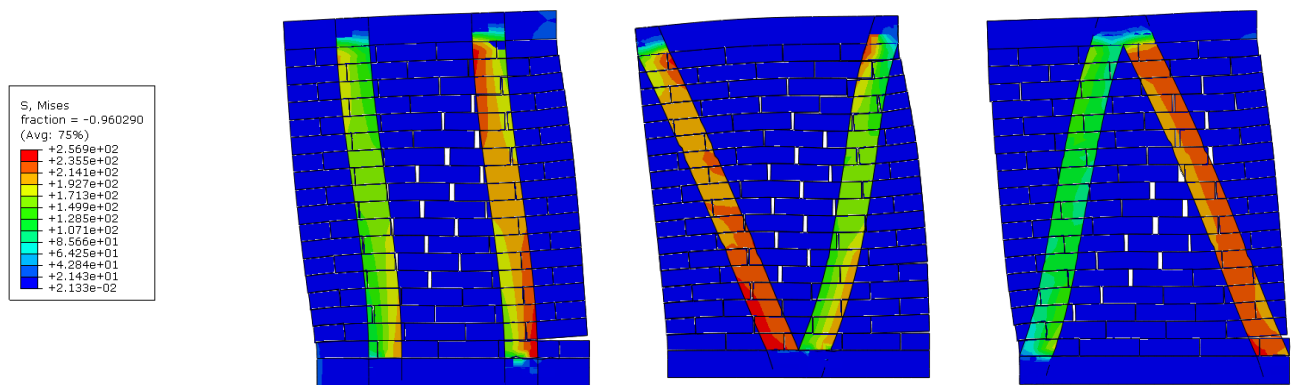 S, Mises
fraction = -0.960290
(Avg: 75%)
+2.569e+02
+2.355e+02
+2.141e+02
+1.927e+02
+1.713e+02
+1.499e+02
+1.285e+02
+1.071e+02
+8.566e+01
+6.425e+01
+4.284e+01
+2.143e+01
+2.133e-02